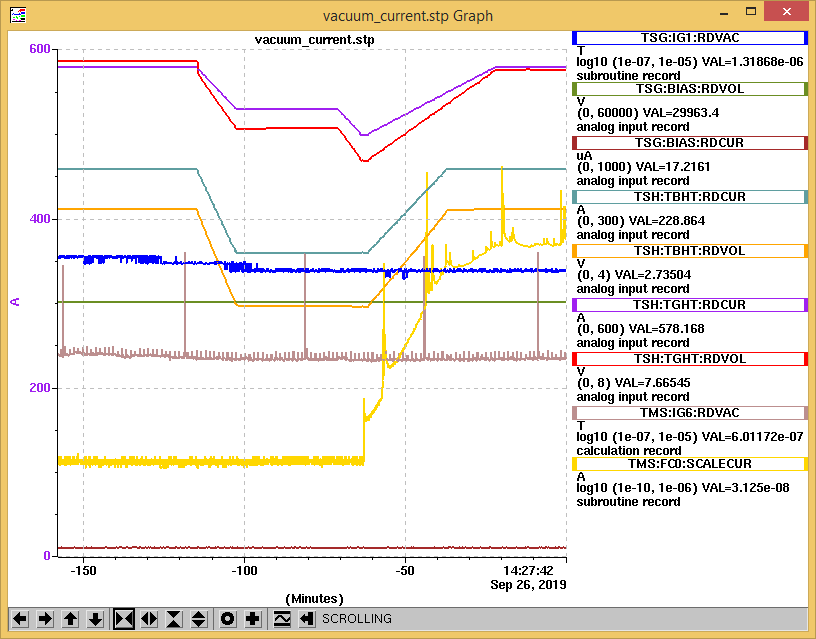 vacuum_current.stp Graph
vacuum_current.stp
600
400
200
0
A
-150
-100
-50
14:27:42
Sep 26, 2019
(Minutes)
TSG:IG1:RDVAC
T
log10 (1e-07, 1e-05) VAL=1.31868e-06
subroutine record
TSG:BIAS:RDVOL
V
(0, 60000) VAL=29963.4
analog input record
TSG:BIAS:RDCUR
uA
(0, 1000) VAL=17.2161
analog input record
TSH:TBHT:RDCUR
A
(0, 300) VAL=228.864
analog input record
TSH:TBHT:RDVOL
V
(0, 4) VAL=2.73504
analog input record
TSH:TGHT:RDCUR
A
(0, 600) VAL=578.168
analog input record
TSH:TGHT:RDVOL
V
(0, 8) VAL=7.66545
analog input record
TMS:IG6:RDVAC
T
log10 (1e-07, 1e-05) VAL=6.01172e-07
calculation record
TMS:FC0:SCALECUR
A
log10 (1e-10, 1e-06) VAL=3.125e-08
subroutine record
SCROLLING